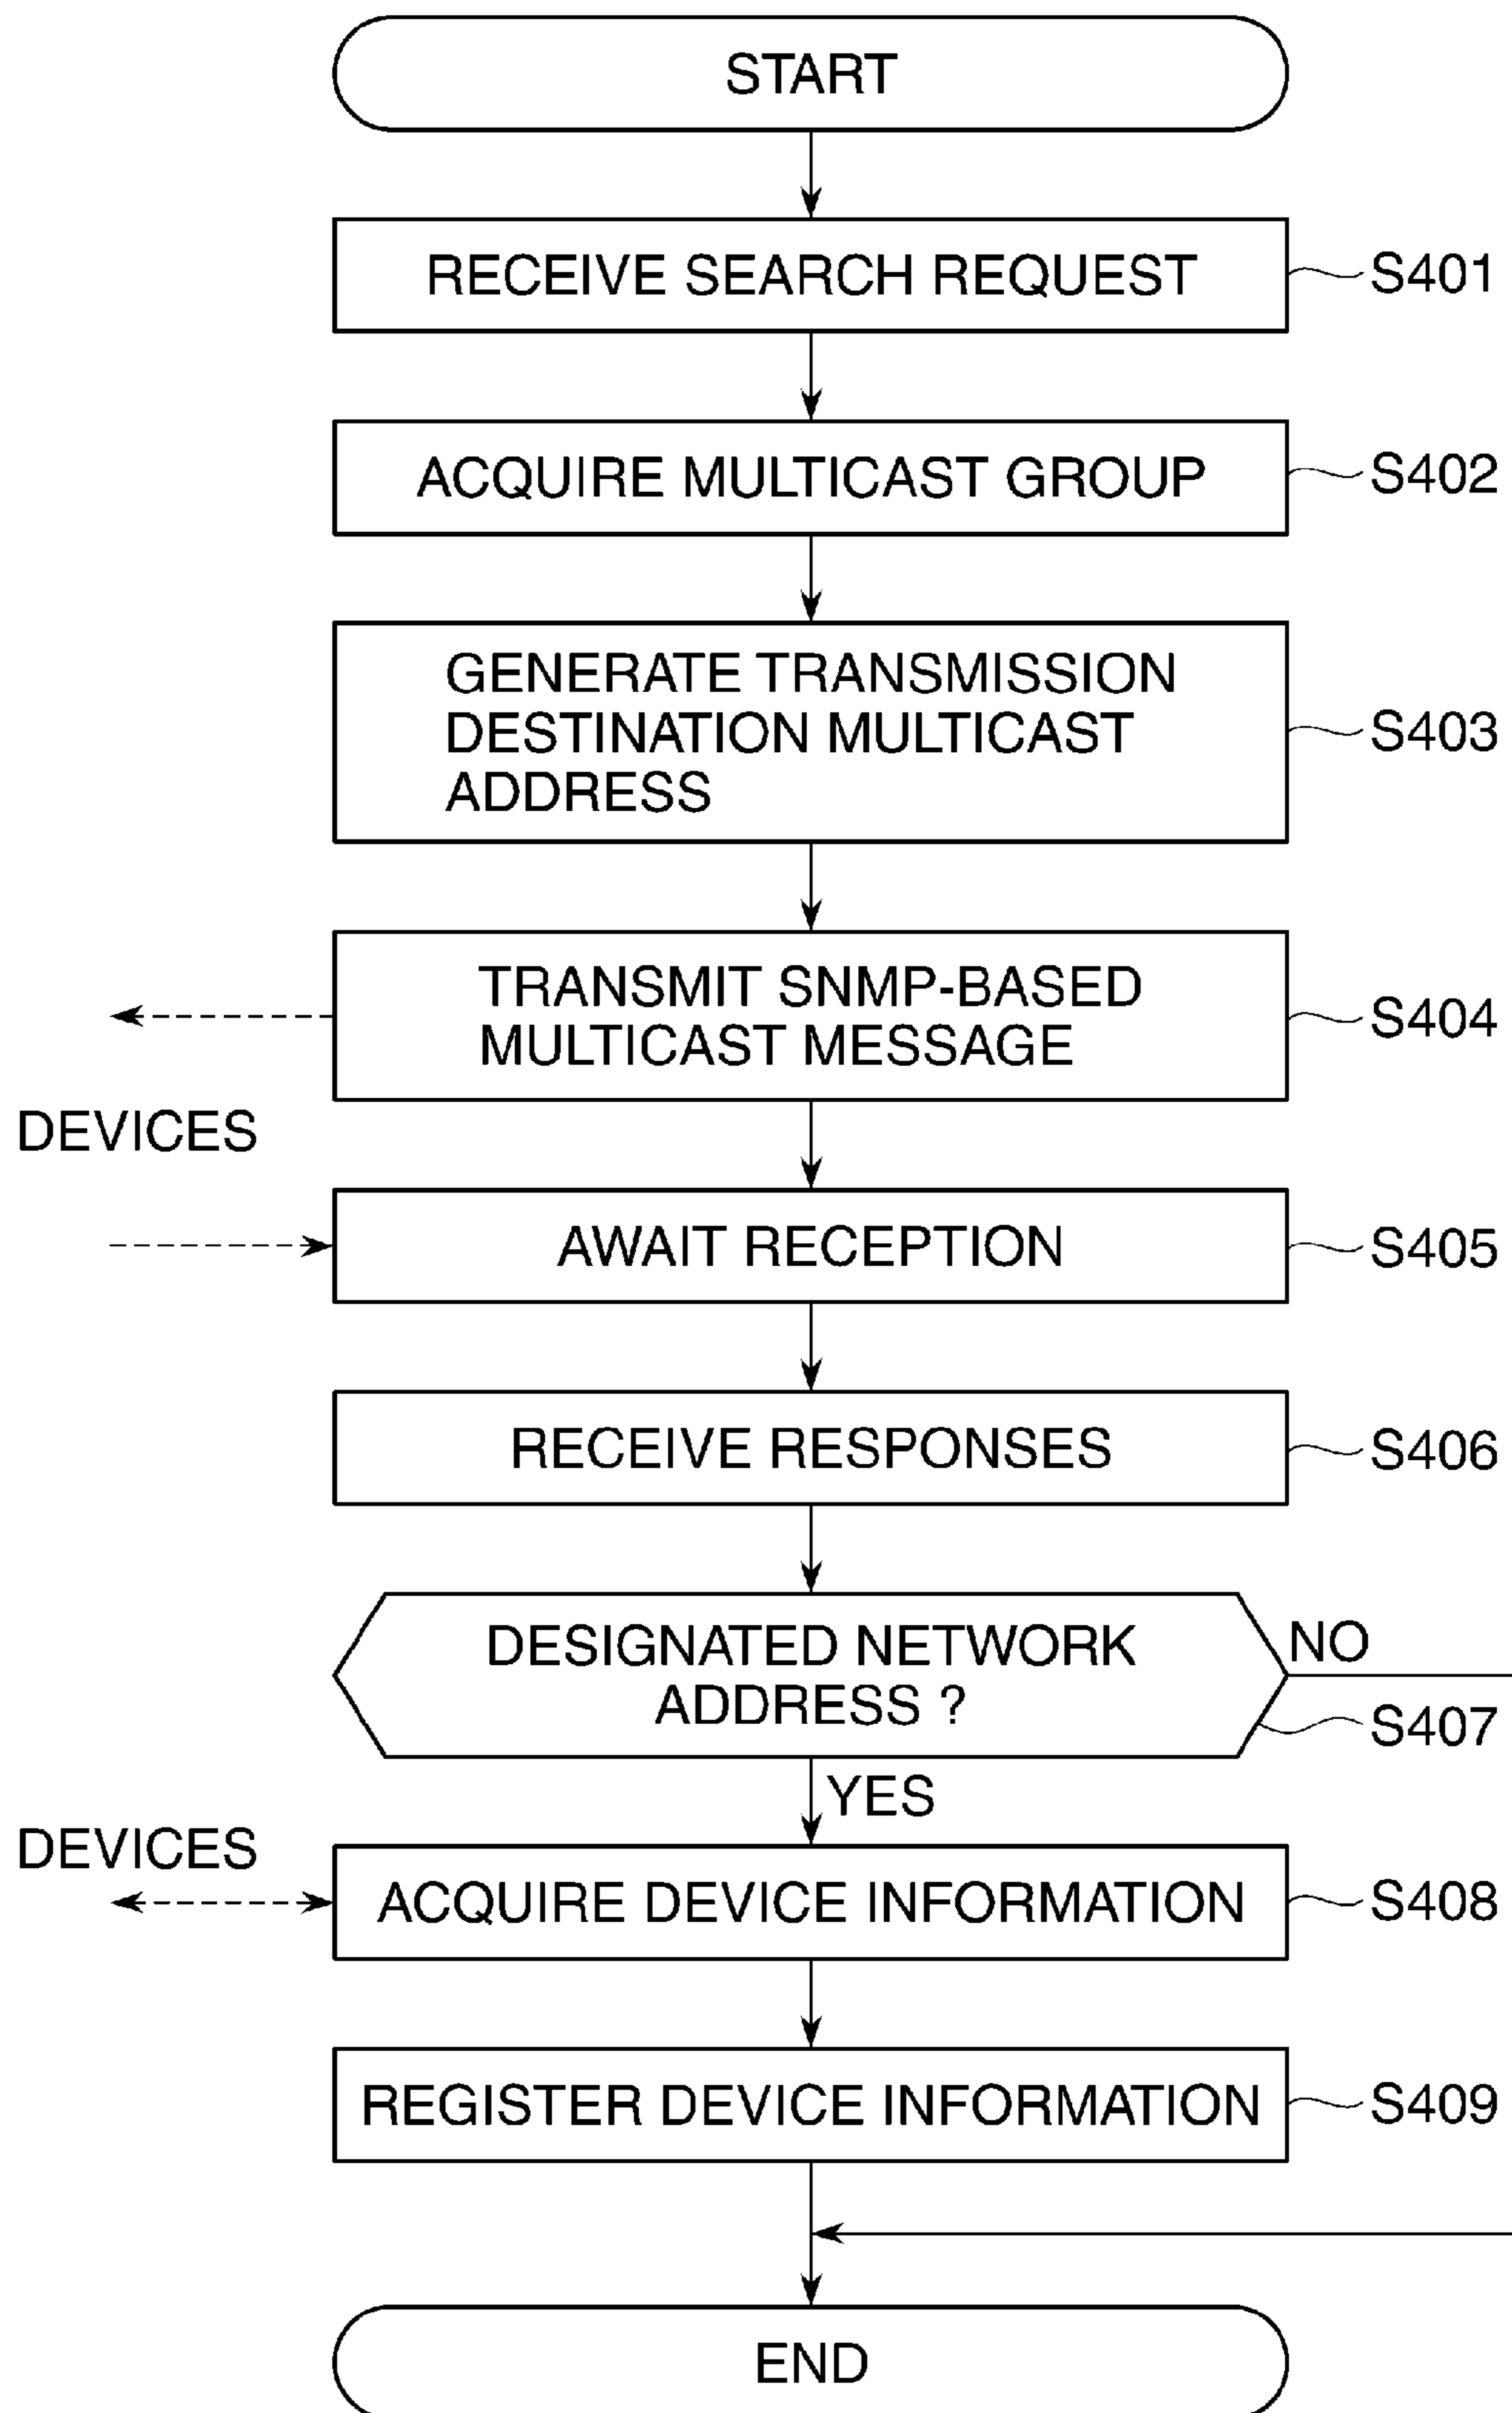 START
RECEIVE SEARCH REQUEST
S401
ACQUIRE MULTICAST GROUP
S402
GENERATE TRANSMISSION
DESTINATION MULTICAST
ADDRESS
S403
TRANSMIT SNMP-BASED
MULTICAST MESSAGE
S404
DEVICES
AWAIT RECEPTION
S405
RECEIVE RESPONSES
S406
DESIGNATED NETWORK
ADDRESS ?
NO
S407
YES
DEVICES
ACQUIRE DEVICE INFORMATION
S408
REGISTER DEVICE INFORMATION
S409
END